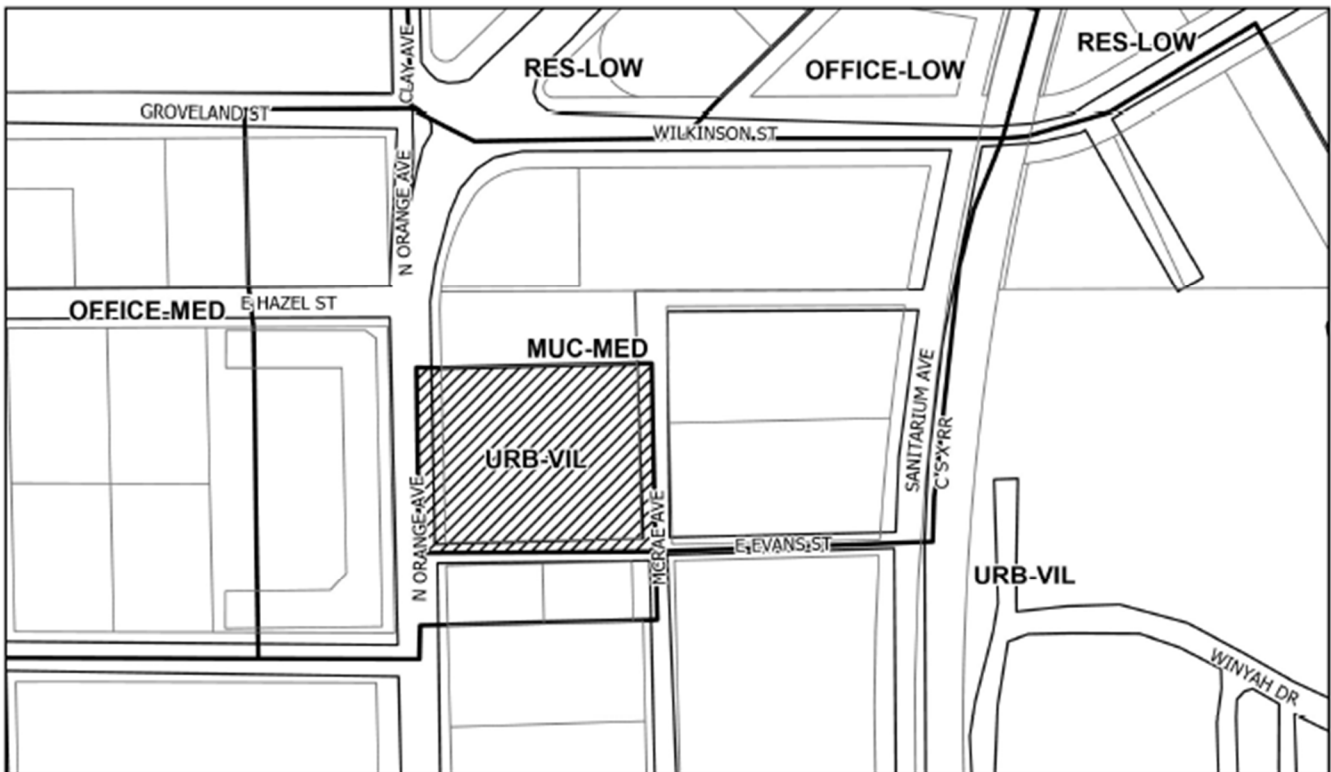 CLAY AVE
RES-LOW
OFFICE-LOW
RES-LOW
GROVELAND ST
WILKINSON ST
N ORANGE AVE
OFFICE-MED
E HAZEL ST
MUC-MED
SANITARIUM AVE
C S X RR
URB-VIL
N ORANGE AVE
MCRAE AVE
E EVANS ST
URB-VIL
WINYAH DR